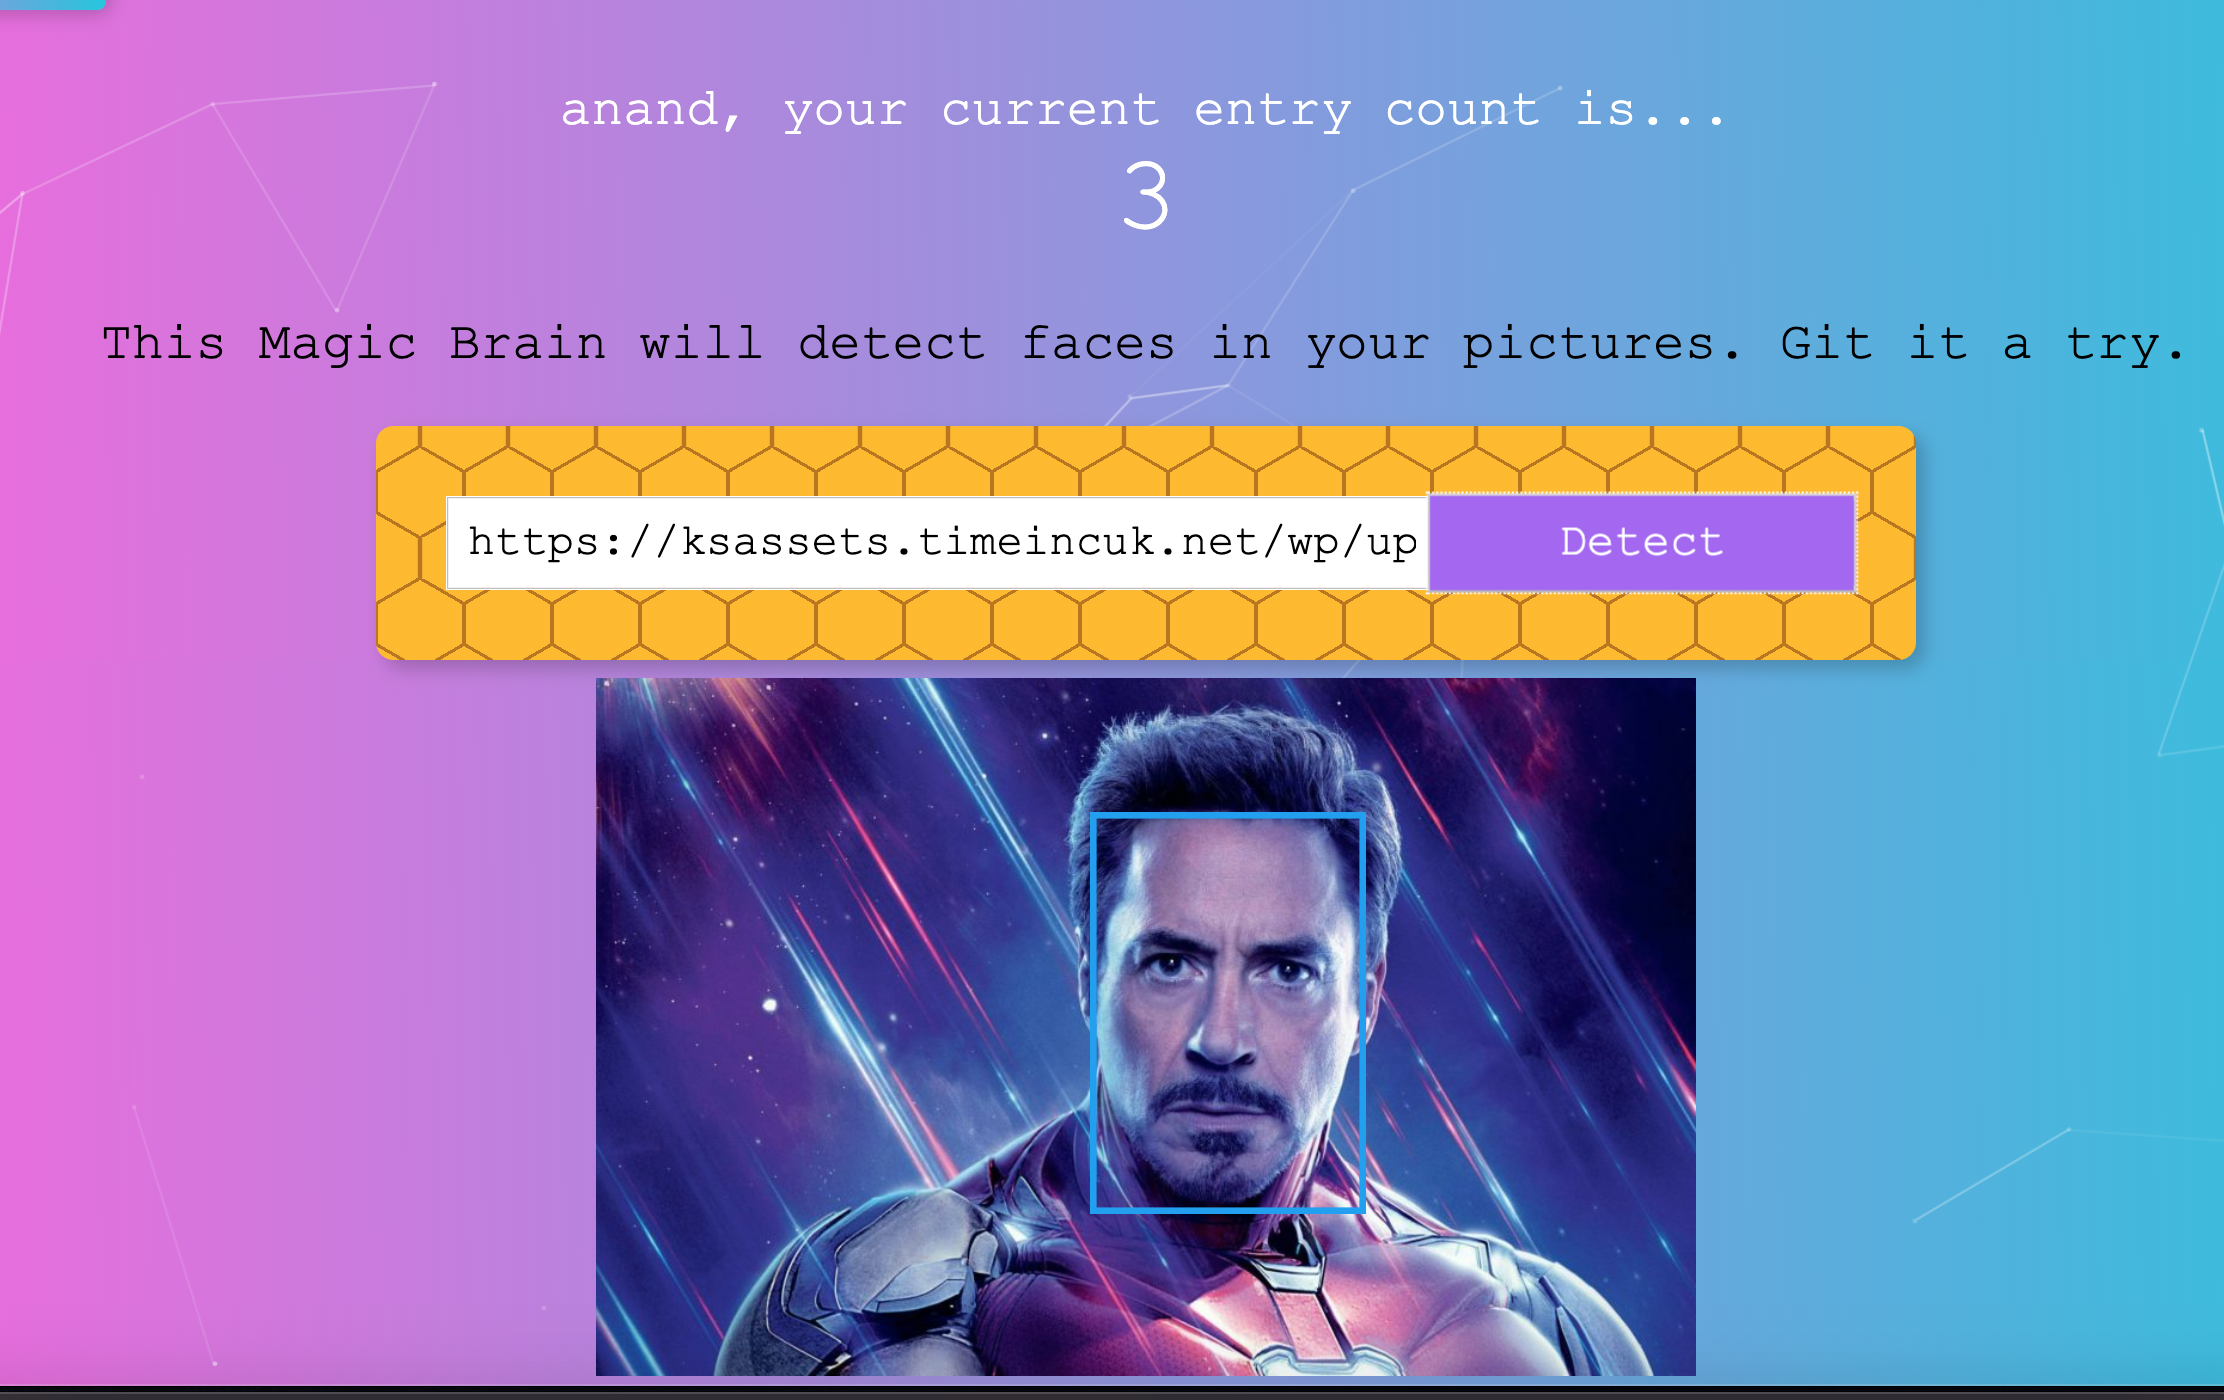 anand, your current entry count is...
3
This Magic Brain will detect faces in your pictures. Git it a try.
https://ksassets.timeincuk.net/wp/up
Detect